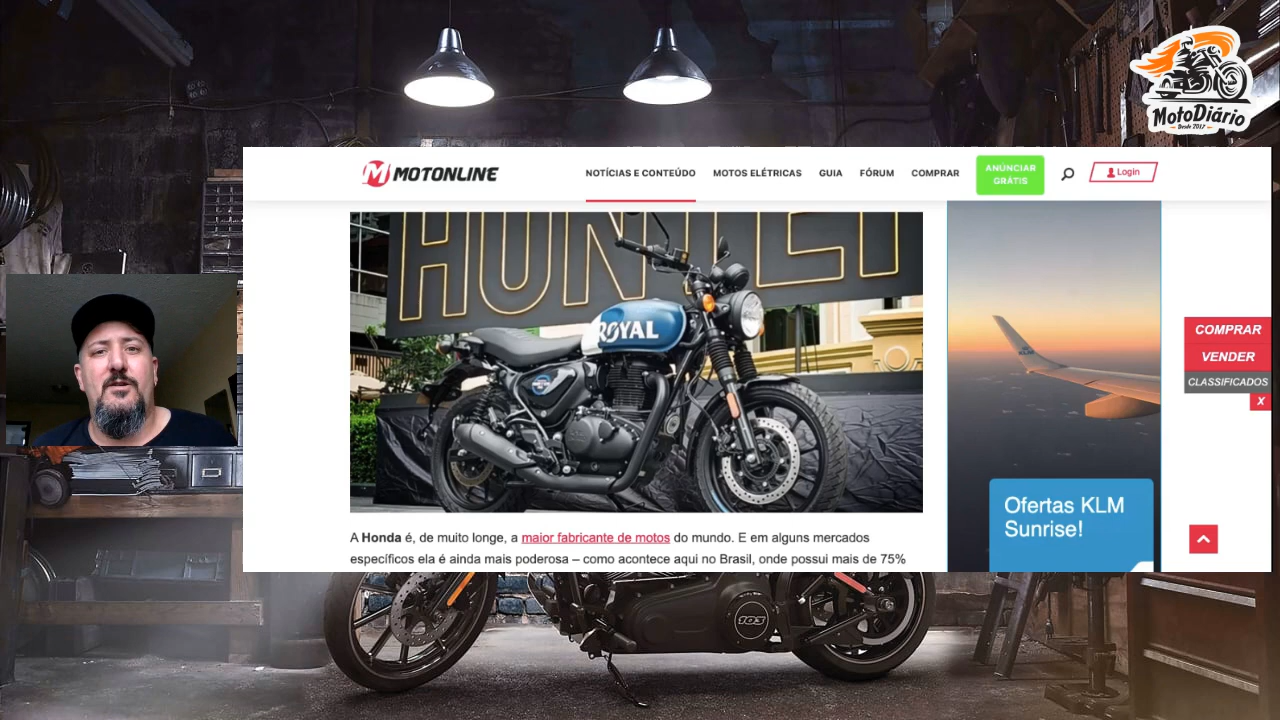 MotoDiário
Desde 2017
MOTONLINE
NOTÍCIAS E CONTEÚDO
MOTOS ELÉTRICAS
GUIA
FÓRUM
COMPRAR
ANÚNCIAR
GRÁTIS
Login
HUNTER
ROYAL
COMPRAR
VENDER
CLASSIFICADOS
X
Ofertas KLM
Sunrise!
A Honda é, de muito longe, a maior fabricante de motos do mundo. E em alguns mercados
específicos ela é ainda mais poderosa – como acontece aqui no Brasil, onde possui mais de 75%
103